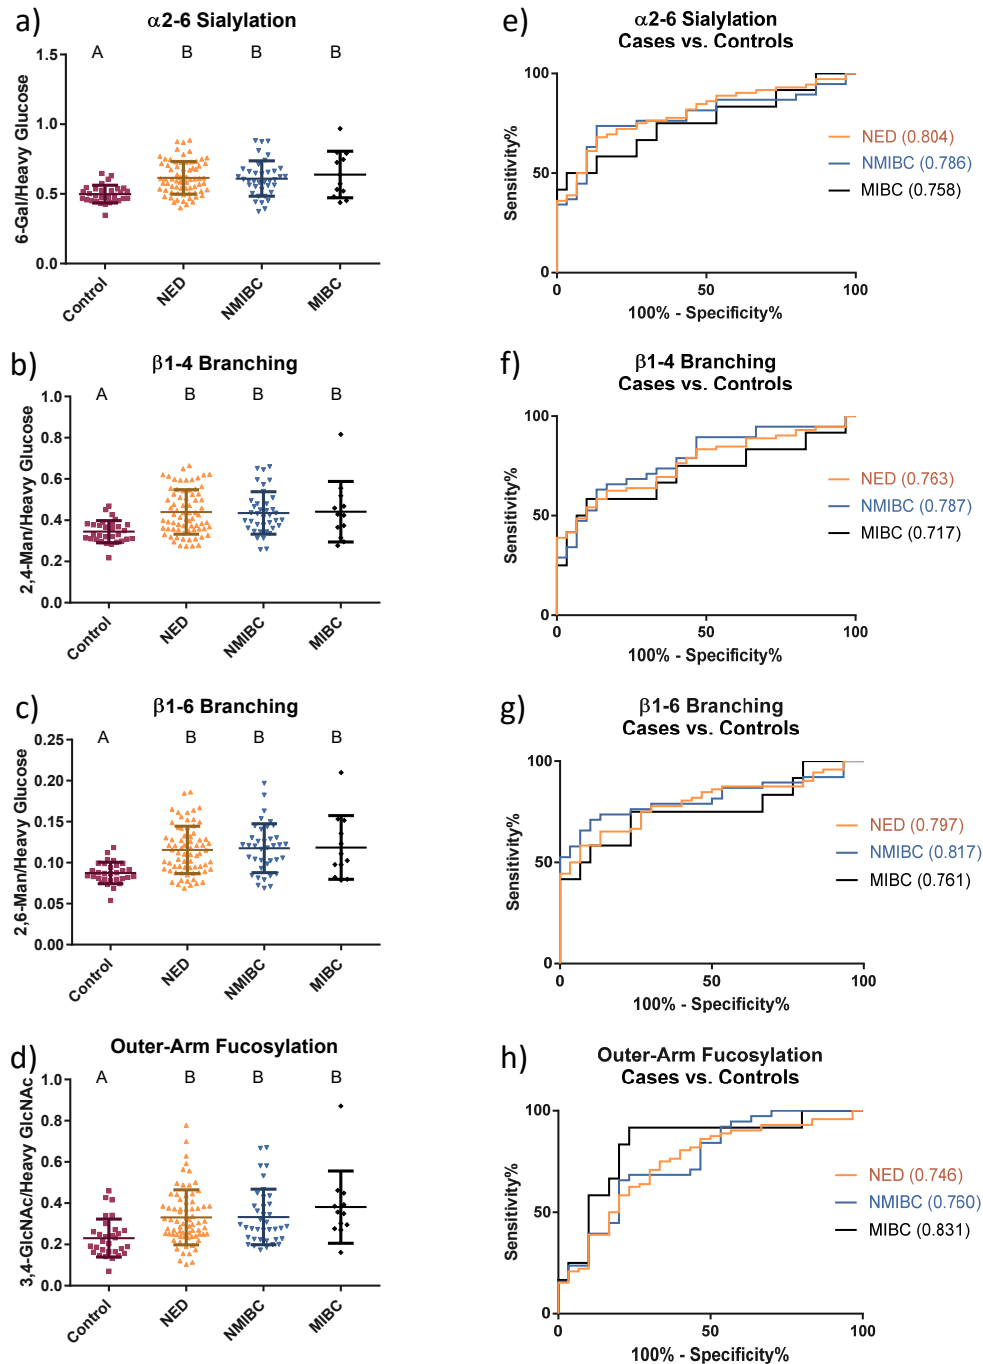 a)
α2-6 Sialylation
A B B B
6-Gal/Heavy Glucose
1.5
1.0
0.5
0.0
Control NED NMIBC MIBC
e)
α2-6 Sialylation
Cases vs. Controls
Sensitivity%
100
50
0
0 50 100
100% - Specificity%
NED (0.804)
NMIBC (0.786)
MIBC (0.758)
b)
β1-4 Branching
A B B B
2,4-Man/Heavy Glucose
1.0
0.8
0.6
0.4
0.2
0.0
Control NED NMIBC MIBC
f)
β1-4 Branching
Cases vs. Controls
Sensitivity%
100
50
0
0 50 100
100% - Specificity%
NED (0.763)
NMIBC (0.787)
MIBC (0.717)
c)
β1-6 Branching
A B B B
2,6-Man/Heavy Glucose
0.25
0.20
0.15
0.10
0.05
0.00
Control NED NMIBC MIBC
g)
β1-6 Branching
Cases vs. Controls
Sensitivity%
100
50
0
0 50 100
100% - Specificity%
NED (0.797)
NMIBC (0.817)
MIBC (0.761)
d)
Outer-Arm Fucosylation
A B B B
3,4-GlcNAc/Heavy GlcNAc
1.0
0.8
0.6
0.4
0.2
0.0
Control NED NMIBC MIBC
h)
Outer-Arm Fucosylation
Cases vs. Controls
Sensitivity%
100
50
0
0 50 100
100% - Specificity%
NED (0.746)
NMIBC (0.760)
MIBC (0.831)